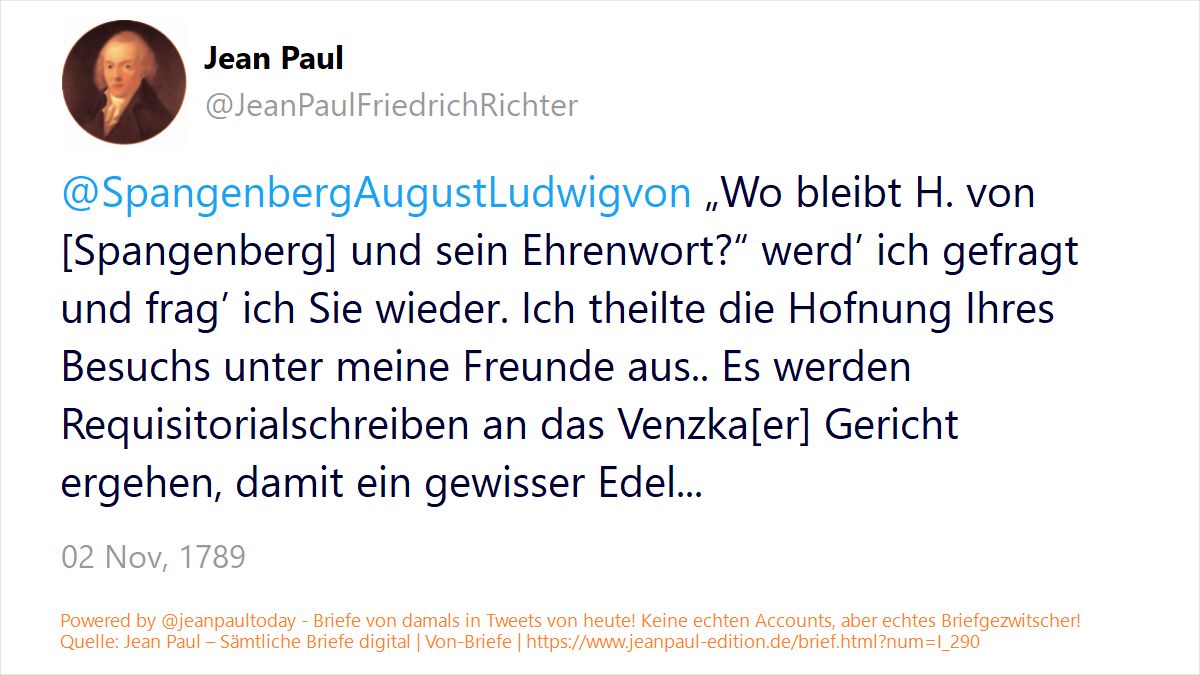 Jean Paul
@JeanPaulFriedrichRichter
@SpangenbergAugustLudwigvon „Wo bleibt H. von
[Spangenberg] und sein Ehrenwort?“ werd’ ich gefragt
und frag’ ich Sie wieder. Ich theilte die Hofnung Ihres
Besuchs unter meine Freunde aus.. Es werden
Requisitorialschreiben an das Venzka[er] Gericht
ergehen, damit ein gewisser Edel...
02 Nov, 1789
Powered by @jeanpaultoday - Briefe von damals in Tweets von heute! Keine echten Accounts, aber echtes Briefgezwitscher!
Quelle: Jean Paul – Sämtliche Briefe digital | Von-Briefe | https://www.jeanpaul-edition.de/brief.html?num=I_290